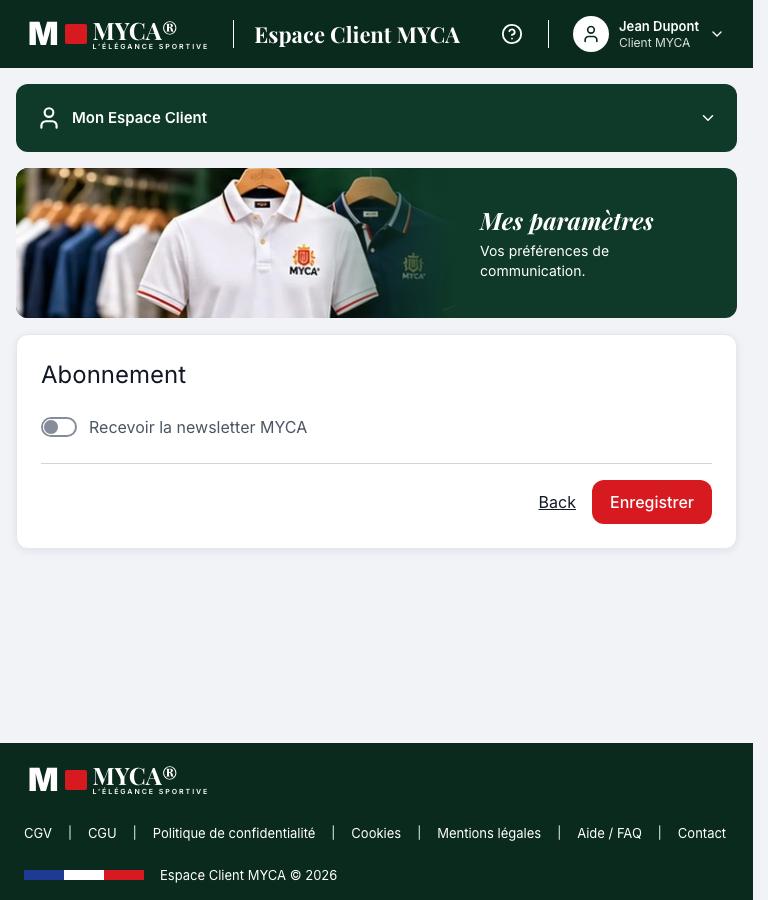 M MYCA®
L'ÉLÉGANCE SPORTIVE
Espace Client MYCA
Jean Dupont
Client MYCA
Mon Espace Client
MYCA
MYCA
Mes paramètres
Vos préférences de
communication.
Abonnement
Recevoir la newsletter MYCA
Back
Enregistrer
M MYCA®
L'ÉLÉGANCE SPORTIVE
CGV | CGU | Politique de confidentialité | Cookies | Mentions légales | Aide / FAQ | Contact
Espace Client MYCA © 2026